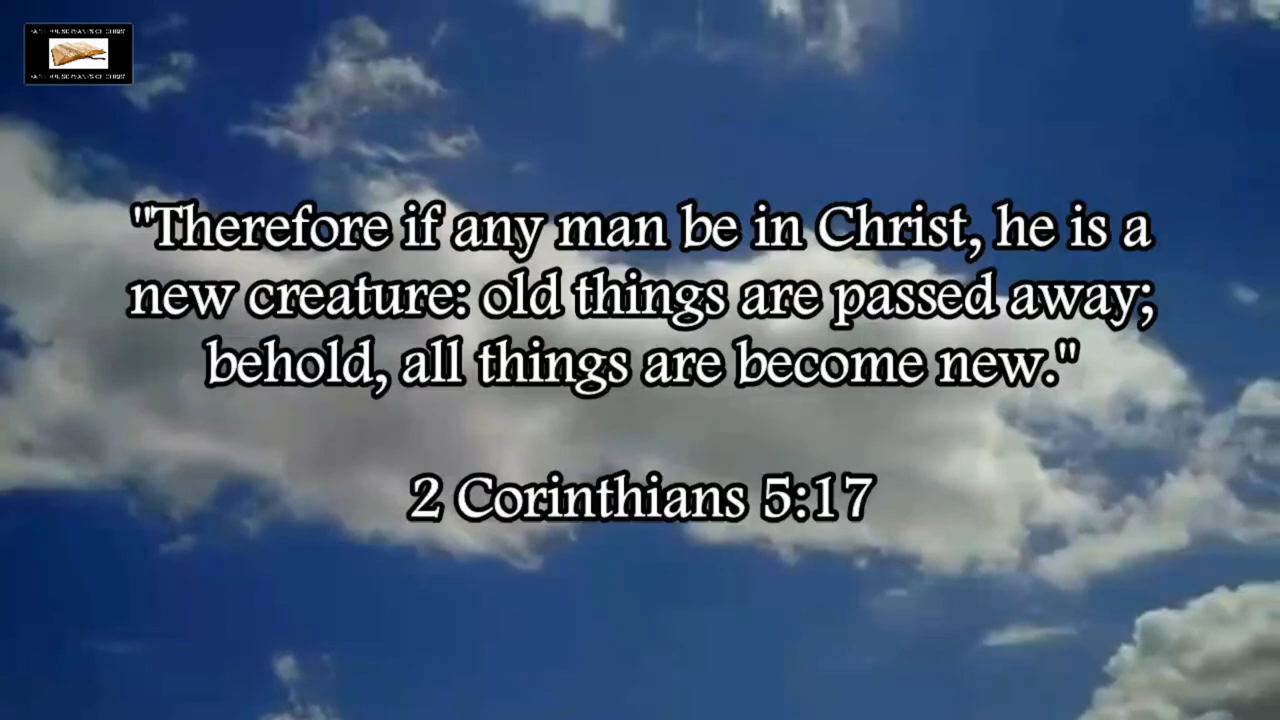 "Therefore if any man be in Christ, he is a
new creature: old things are passed away;
behold, all things are become new."
2 Corinthians 5:17